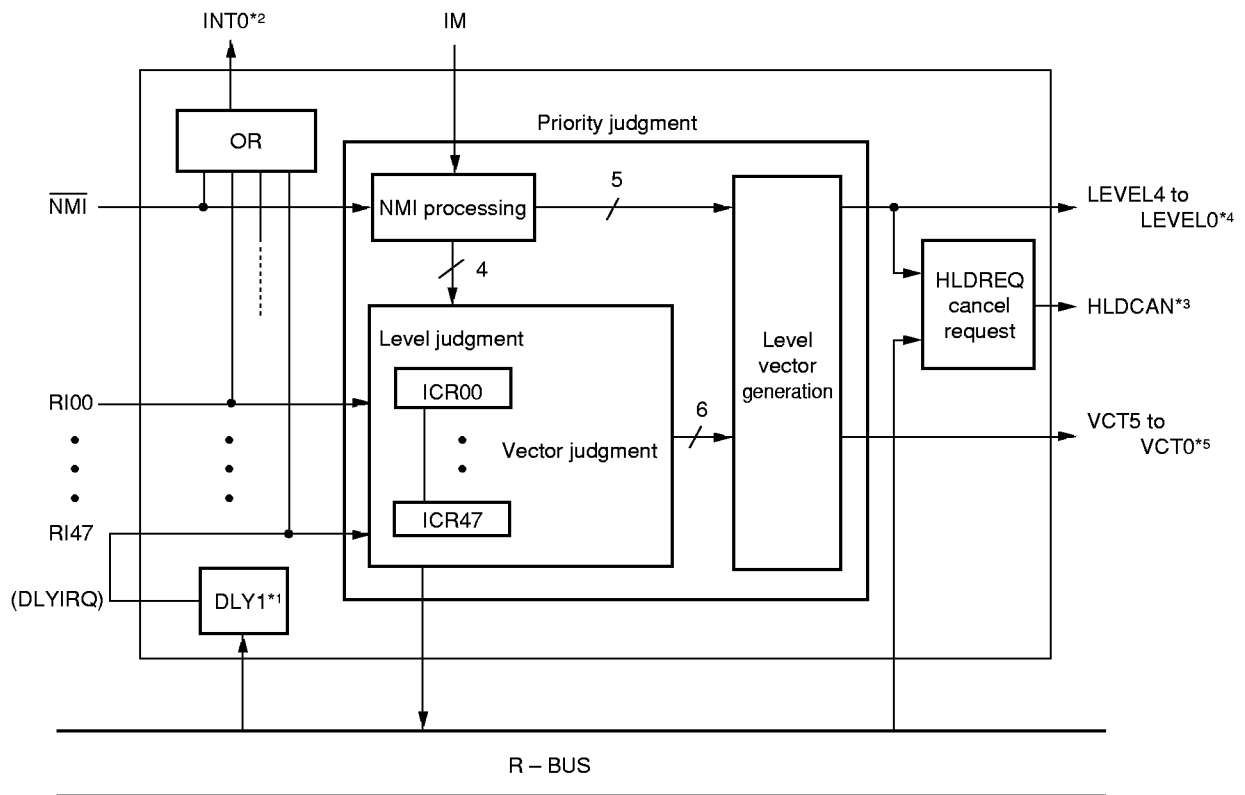 INT0*2
IM
OR
Priority judgment
NMI
NMI processing
5
4
LEVEL4 to
LEVEL0*4
HLDREQ
cancel
request
HLDCAN*3
Level judgment
ICR00
Level
vector
generation
RI00
6
Vector judgment
VCT5 to
VCT0*5
ICR47
RI47
(DLYIRQ)
DLY1*1
R – BUS